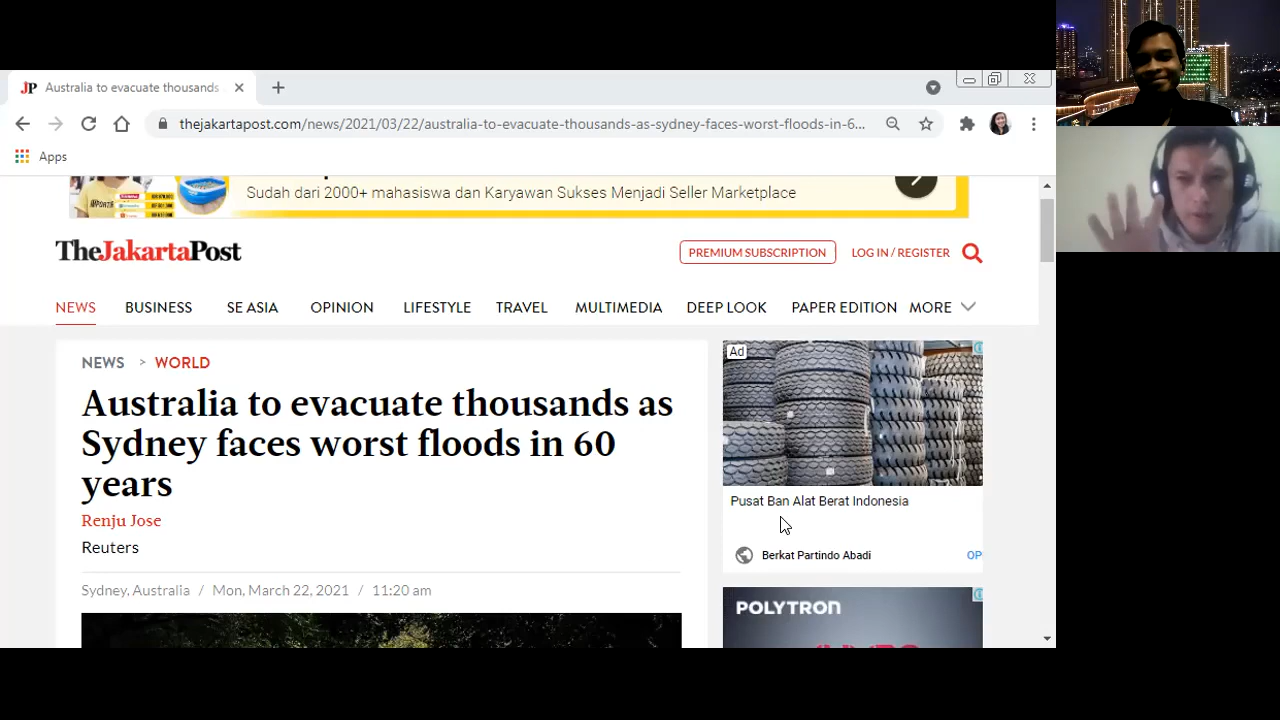 JP Australia to evacuate thousands
thejakartapost.com/news/2021/03/22/australia-to-evacuate-thousands-as-sydney-faces-worst-floods-in-6...
Apps
Sudah dari 2000+ mahasiswa dan Karyawan Sukses Menjadi Seller Marketplace
TheJakartaPost
PREMIUM SUBSCRIPTION
LOG IN / REGISTER
NEWS BUSINESS SE ASIA OPINION LIFESTYLE TRAVEL MULTIMEDIA DEEP LOOK PAPER EDITION MORE
NEWS > WORLD
Australia to evacuate thousands as
Sydney faces worst floods in 60
years
Renju Jose
Reuters
Sydney, Australia / Mon, March 22, 2021 / 11:20 am
Ad
Pusat Ban Alat Berat Indonesia
Berkat Partindo Abadi
OP
POLYTRON